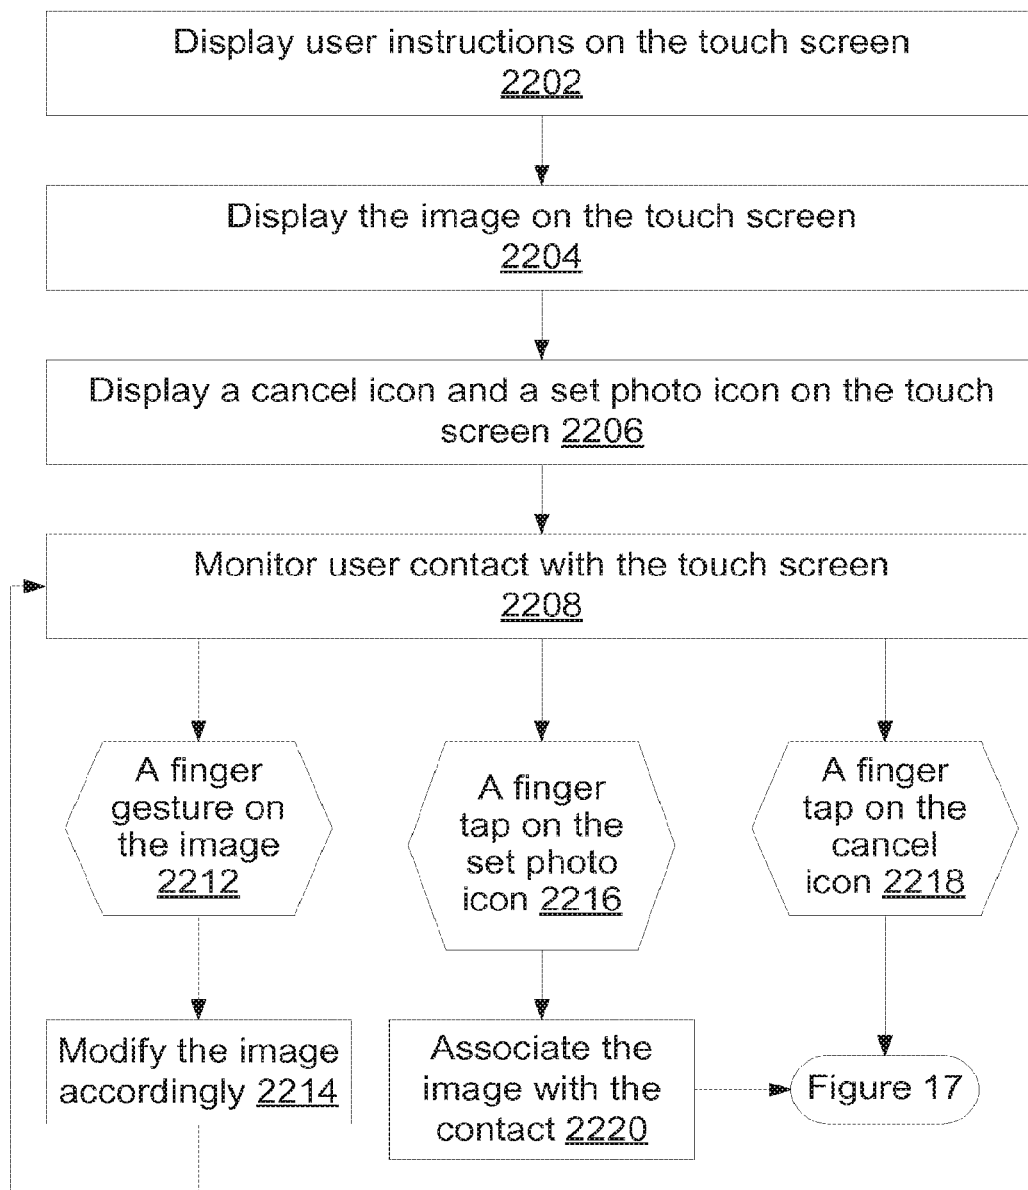 Display user instructions on the touch screen
2202
Display the image on the touch screen
2204
Display a cancel icon and a set photo icon on the touch
screen 2206
Monitor user contact with the touch screen
2208
A finger
gesture on
the image
2212
A finger
tap on the
set photo
icon 2216
A finger
tap on the
cancel
icon 2218
Modify the image
accordingly 2214
Associate the
image with the
contact 2220
Figure 17